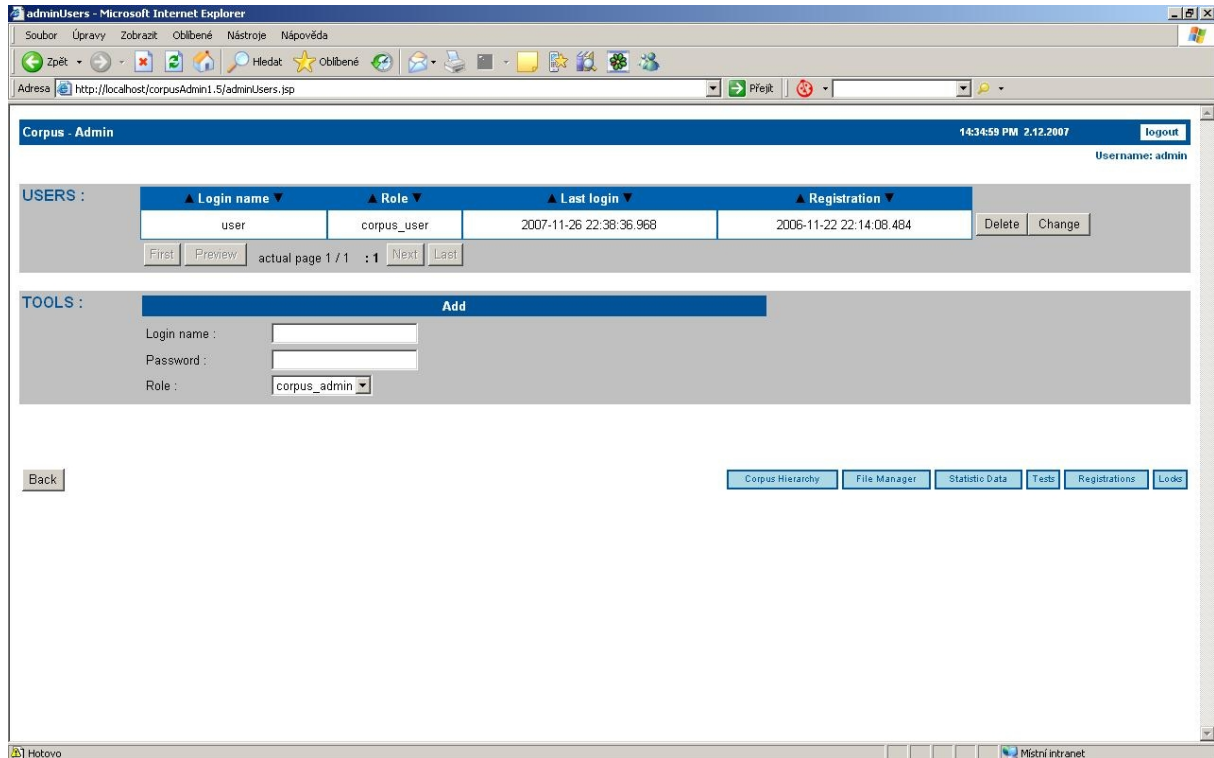 adminUsers - Microsoft Internet Explorer
Soubor Úpravy Zobrazit Oblíbené Nástroje Nápověda
Zpět Hledat Oblíbené
Adresa http://localhost/corpusAdmin1.5/adminUsers.jsp Přejít
Corpus - Admin 14:34:59 PM 2.12.2007 logout
Username: admin
USERS : ▲ Login name ▼ ▲ Role ▼ ▲ Last login ▼ ▲ Registration ▼
user corpus_user 2007-11-26 22:38:36.968 2006-11-22 22:14:08.484 Delete Change
First Preview actual page 1 / 1 : 1 Next Last
TOOLS : Add
Login name :
Password :
Role : corpus_admin
Back Corpus Hierarchy File Manager Statistic Data Tests Registrations Locks
Hotovo Místní intranet